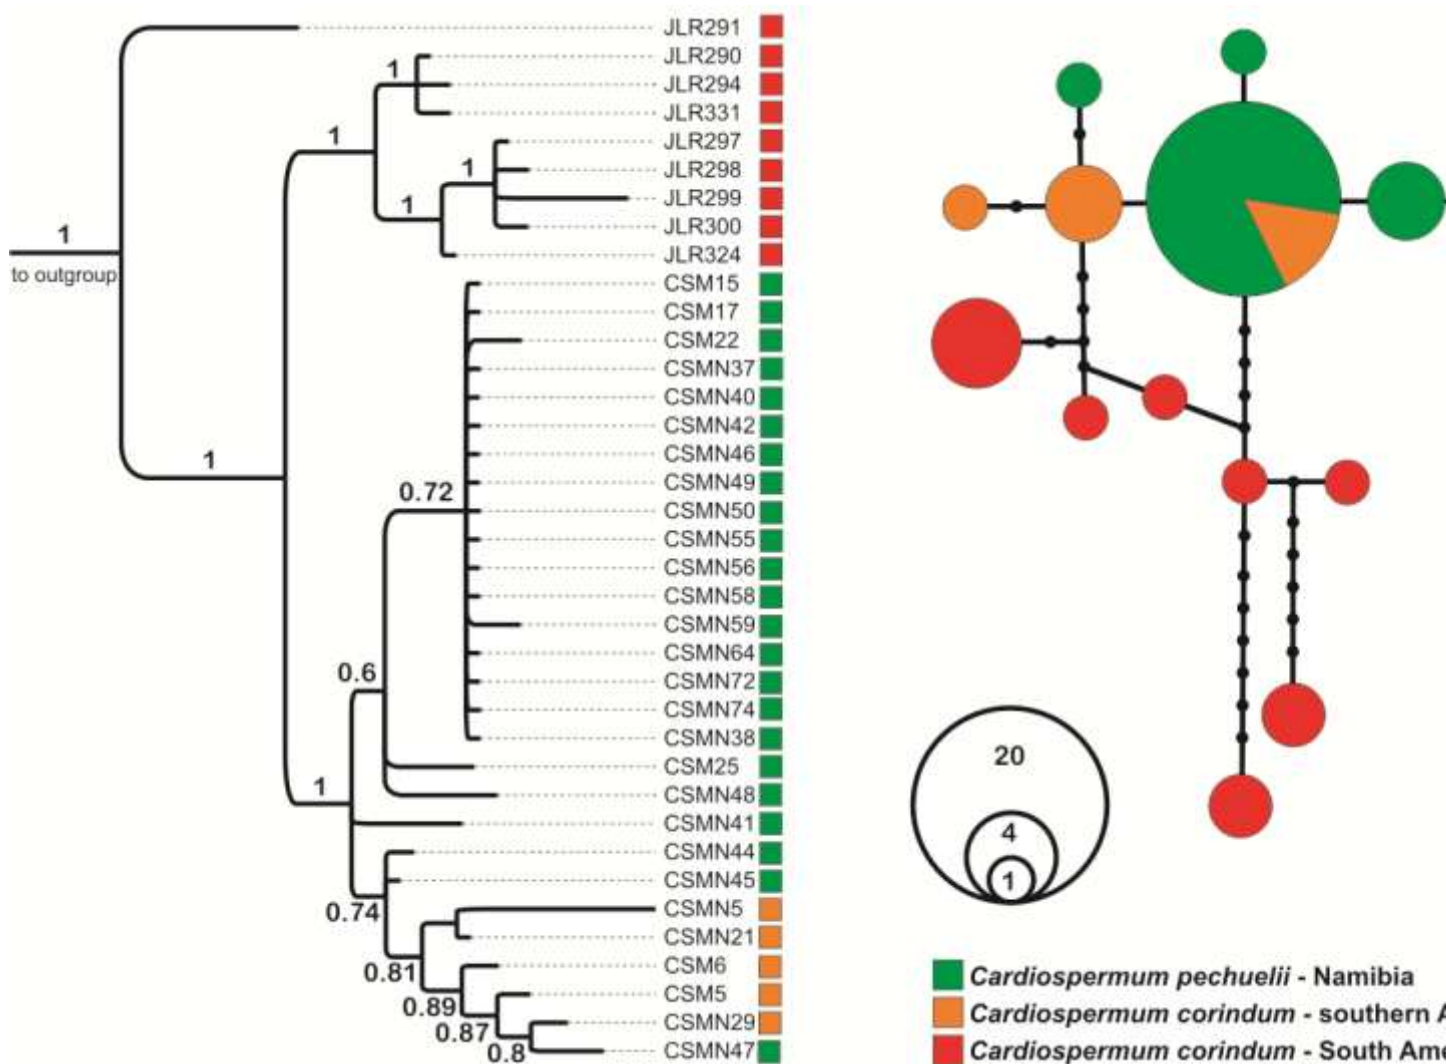 JLR291
JLR290
1
JLR294
JLR331
1
JLR297
1
JLR298
JLR299
1
JLR300
1
JLR324
to outgroup
CSM15
CSM17
CSM22
CSMN37
CSMN40
CSMN42
1
CSMN46
0.72
CSMN49
CSMN50
CSMN55
CSMN56
CSMN58
CSMN59
CSMN64
0.6
CSMN72
CSMN74
CSMN38
CSM25
1
CSMN48
CSMN41
CSMN44
CSMN45
0.74
CSMN5
CSMN21
0.81
CSM6
CSM5
0.89
CSMN29
0.87
0.8
CSMN47
20
4
1
Cardiospermum pechuelii - Namibia
Cardiospermum corindum - southern A
Cardiospermum corindum - South Ame